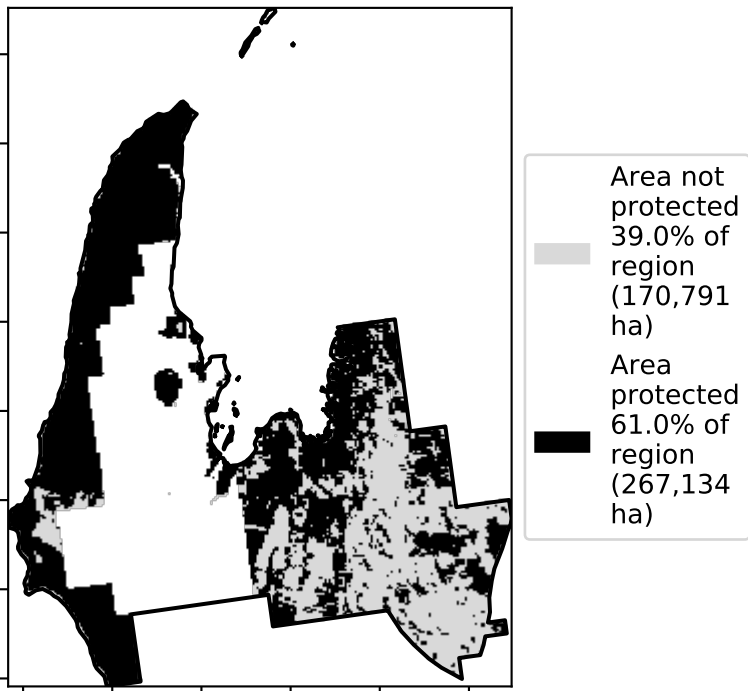 Area not
protected
39.0% of
region
(170,791
ha)
Area
protected
61.0% of
region
(267,134
ha)